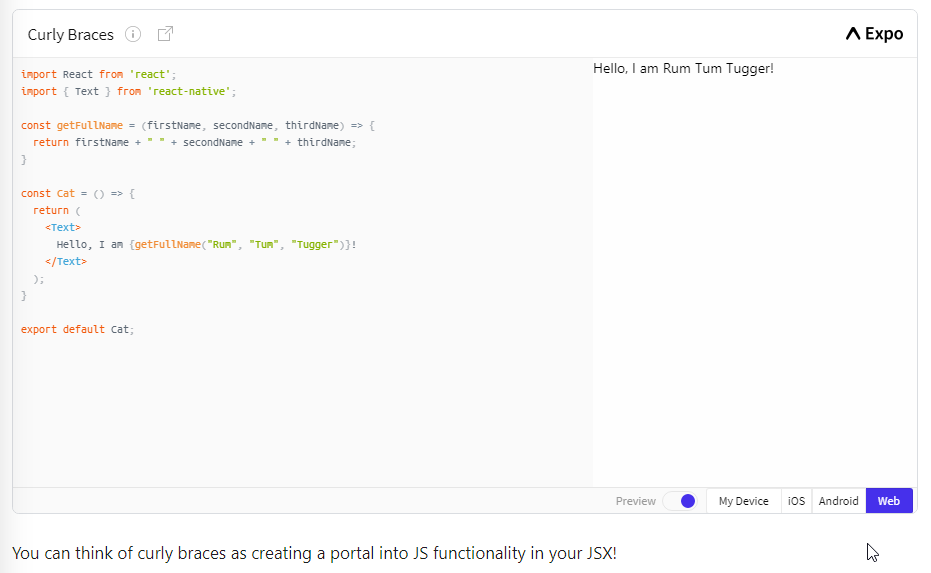 Curly Braces
Expo
import React from 'react';
import { Text } from 'react-native';
const getFullName = (firstName, secondName, thirdName) => {
return firstName + " " + secondName + " " + thirdName;
}
const Cat = () => {
return (
<Text>
Hello, I am {getFullName("Rum", "Tum", "Tugger")}!
</Text>
);
}
export default Cat;
Hello, I am Rum Tum Tugger!
Preview
My Device
iOS
Android
Web
You can think of curly braces as creating a portal into JS functionality in your JSX!